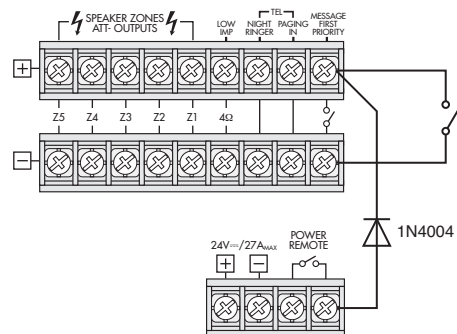 SPEAKER ZONES
ATT- OUTPUTS
LOW
IMP
TEL
NIGHT
RINGER
PAGING
IN
MESSAGE
FIRST
PRIORITY
+
Z5 Z4 Z3 Z2 Z1 4Ω
−
1N4004
24V⎓/27AMAX
POWER
REMOTE
+ −